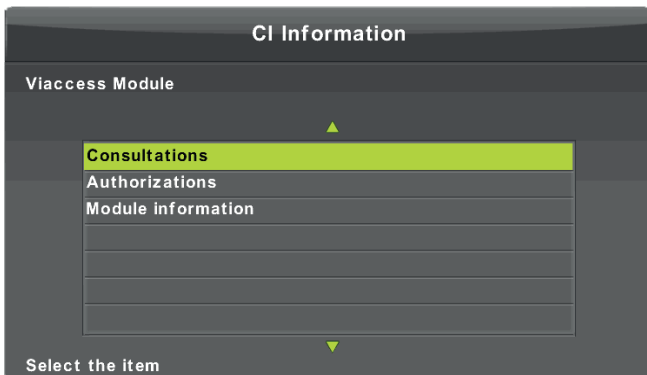 CI Information
Viaccess Module
Consultations
Authorizations
Module information
Select the item